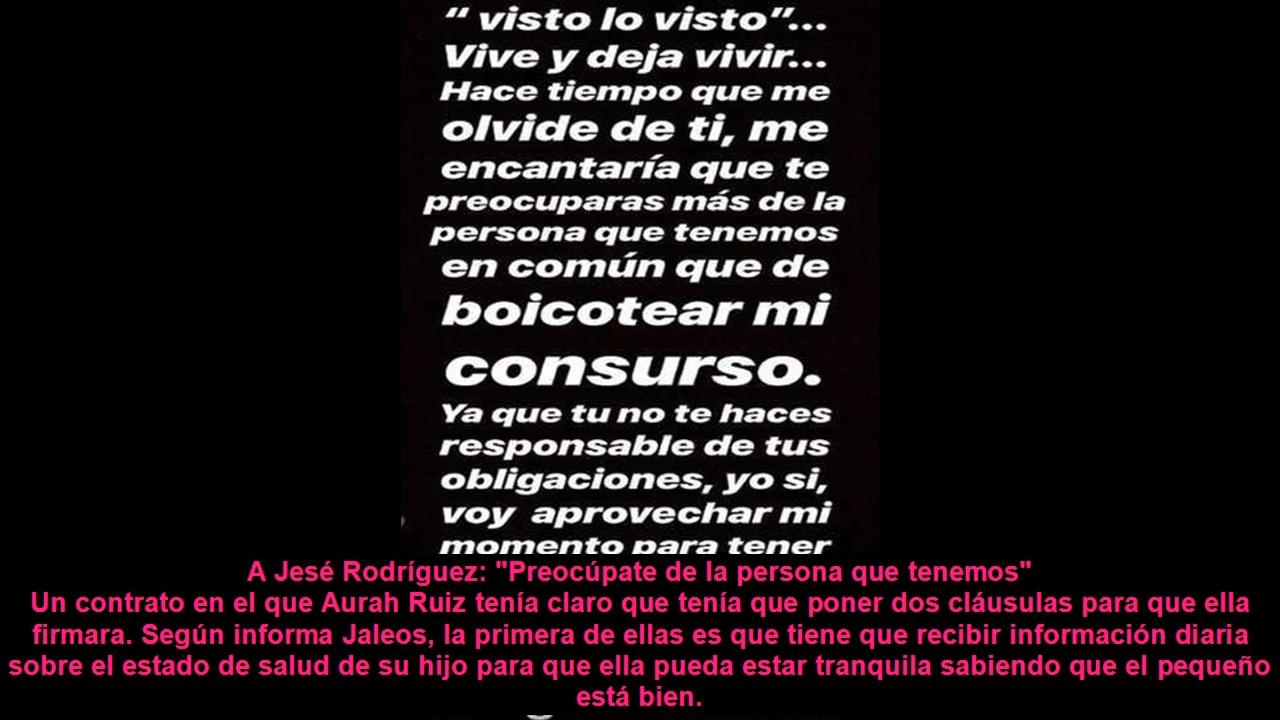 “ visto lo visto”...
Vive y deja vivir...
Hace tiempo que me
olvide de ti, me
encantaría que te
preocuparas más de la
persona que tenemos
en común que de
boicotear mi
consurso.
Ya que tu no te haces
responsable de tus
obligaciones, yo si,
voy aprovechar mi
momento para tener
A Jesé Rodríguez: "Preocúpate de la persona que tenemos"
Un contrato en el que Aurah Ruiz tenía claro que tenía que poner dos cláusulas para que ella
firmara. Según informa Jaleos, la primera de ellas es que tiene que recibir información diaria
sobre el estado de salud de su hijo para que ella pueda estar tranquila sabiendo que el pequeño
está bien.